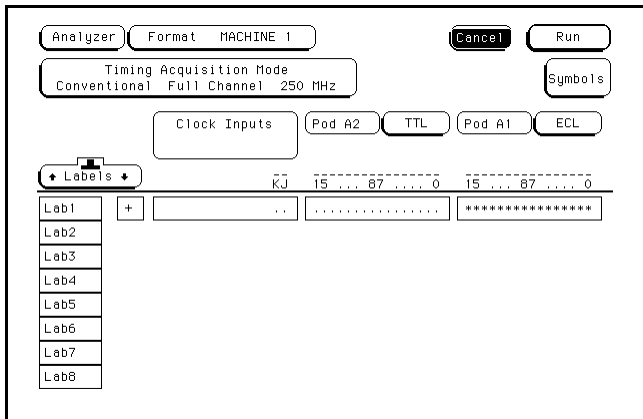 Analyzer Format MACHINE 1 Cancel Run
Timing Acquisition Mode
Conventional Full Channel 250 MHz
Symbols
Clock Inputs Pod A2 TTL Pod A1 ECL
↑ Labels ↓
KJ 15 ... 87 .... 0 15 ... 87 .... 0
Lab1 + .. ................ ****************
Lab2
Lab3
Lab4
Lab5
Lab6
Lab7
Lab8